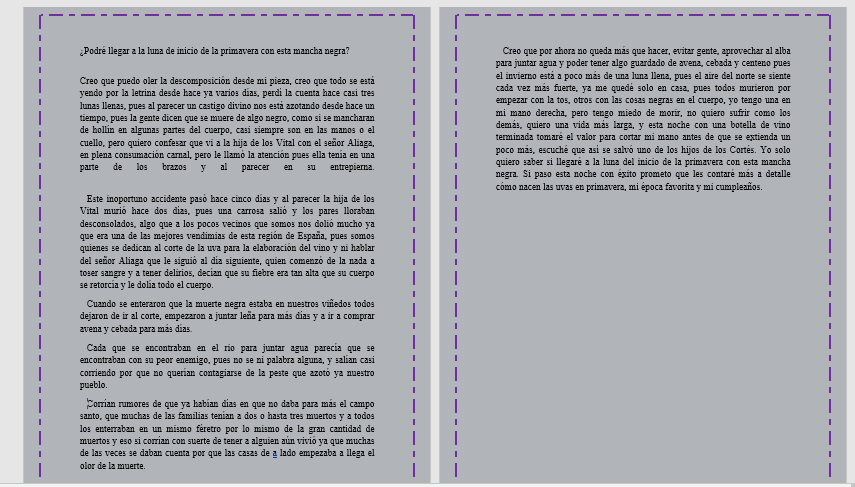 ¿Podré llegar a la luna de inicio de la primavera con esta mancha negra?
Creo que puedo oler la descomposición desde mi pieza, creo que todo se está
yendo por la letrina desde hace ya varios días, perdí la cuenta hace casi tres
lunas llenas, pues al parecer un castigo divino nos está azotando desde hace un
tiempo, pues la gente dicen que se muere de algo negro, como si se mancharan
de hollín en algunas partes del cuerpo, casi siempre son en las manos o el
cuello, pero quiero confesar que vi a la hija de los Vital con el señor Aliaga,
en plena consumación carnal, pero le llamó la atención pues ella tenía en una
parte de los brazos y al parecer en su entrepierna.
Este inoportuno accidente pasó hace cinco días y al parecer la hija de los
Vital murió hace dos días, pues una carrosa salió y los pares lloraban
desconsolados, algo que a los pocos vecinos que somos nos dolió mucho ya
que era una de las mejores vendimias de esta región de España, pues somos
quienes se dedican al corte de la uva para la elaboración del vino y ni hablar
del señor Aliaga que le siguió al día siguiente, quien comenzó de la nada a
toser sangre y a tener delirios, decían que su fiebre era tan alta que su cuerpo
se retorcía y le dolía todo el cuerpo.
Cuando se enteraron que la muerte negra estaba en nuestros viñedos todos
dejaron de ir al corte, empezaron a juntar leña para más días y a ir a comprar
avena y cebada para más días.
Cada que se encontraban en el río para juntar agua parecía que se
encontraban con su peor enemigo, pues no se ni palabra alguna, y salían casi
corriendo por que no querían contagiarse de la peste que azotó ya nuestro
pueblo.
Corrían rumores de que ya habían días en que no daba para más el campo
santo, que muchas de las familias tenían a dos o hasta tres muertos y a todos
los enterraban en un mismo féretro por lo mismo de la gran cantidad de
muertos y eso si corrían con suerte de tener a alguien aún vivió ya que muchas
de las veces se daban cuenta por que las casas de a lado empezaba a llega el
olor de la muerte.
Creo que por ahora no queda más que hacer, evitar gente, aprovechar al alba
para juntar agua y poder tener algo guardado de avena, cebada y centeno pues
el invierno está a poco más de una luna llena, pues el aire del norte se siente
cada vez más fuerte, ya me quedé solo en casa, pues todos murieron por
empezar con la tos, otros con las cosas negras en el cuerpo, yo tengo una en
mi mano derecha, pero tengo miedo de morir, no quiero sufrir como los
demás, quiero una vida más larga, y esta noche con una botella de vino
terminada tomaré el valor para cortar mi mano antes de que se extienda un
poco más, escuché que así se salvó uno de los hijos de los Cortés. Yo solo
quiero saber si llegaré a la luna del inicio de la primavera con esta mancha
negra. Si paso esta noche con éxito prometo que les contaré más a detalle
cómo nacen las uvas en primavera, mi época favorita y mi cumpleaños.